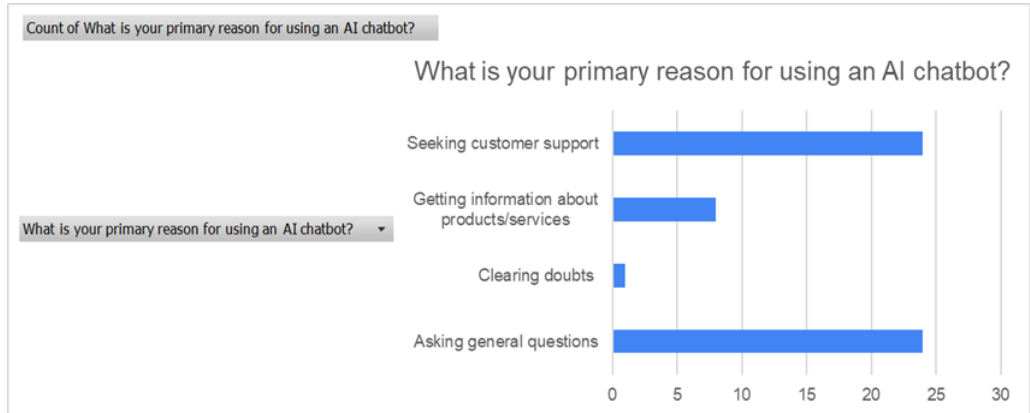 Count of What is your primary reason for using an AI chatbot?
What is your primary reason for using an AI chatbot?
Seeking customer support
Getting information about
products/services
What is your primary reason for using an AI chatbot?
Clearing doubts
Asking general questions
0 5 10 15 20 25 30